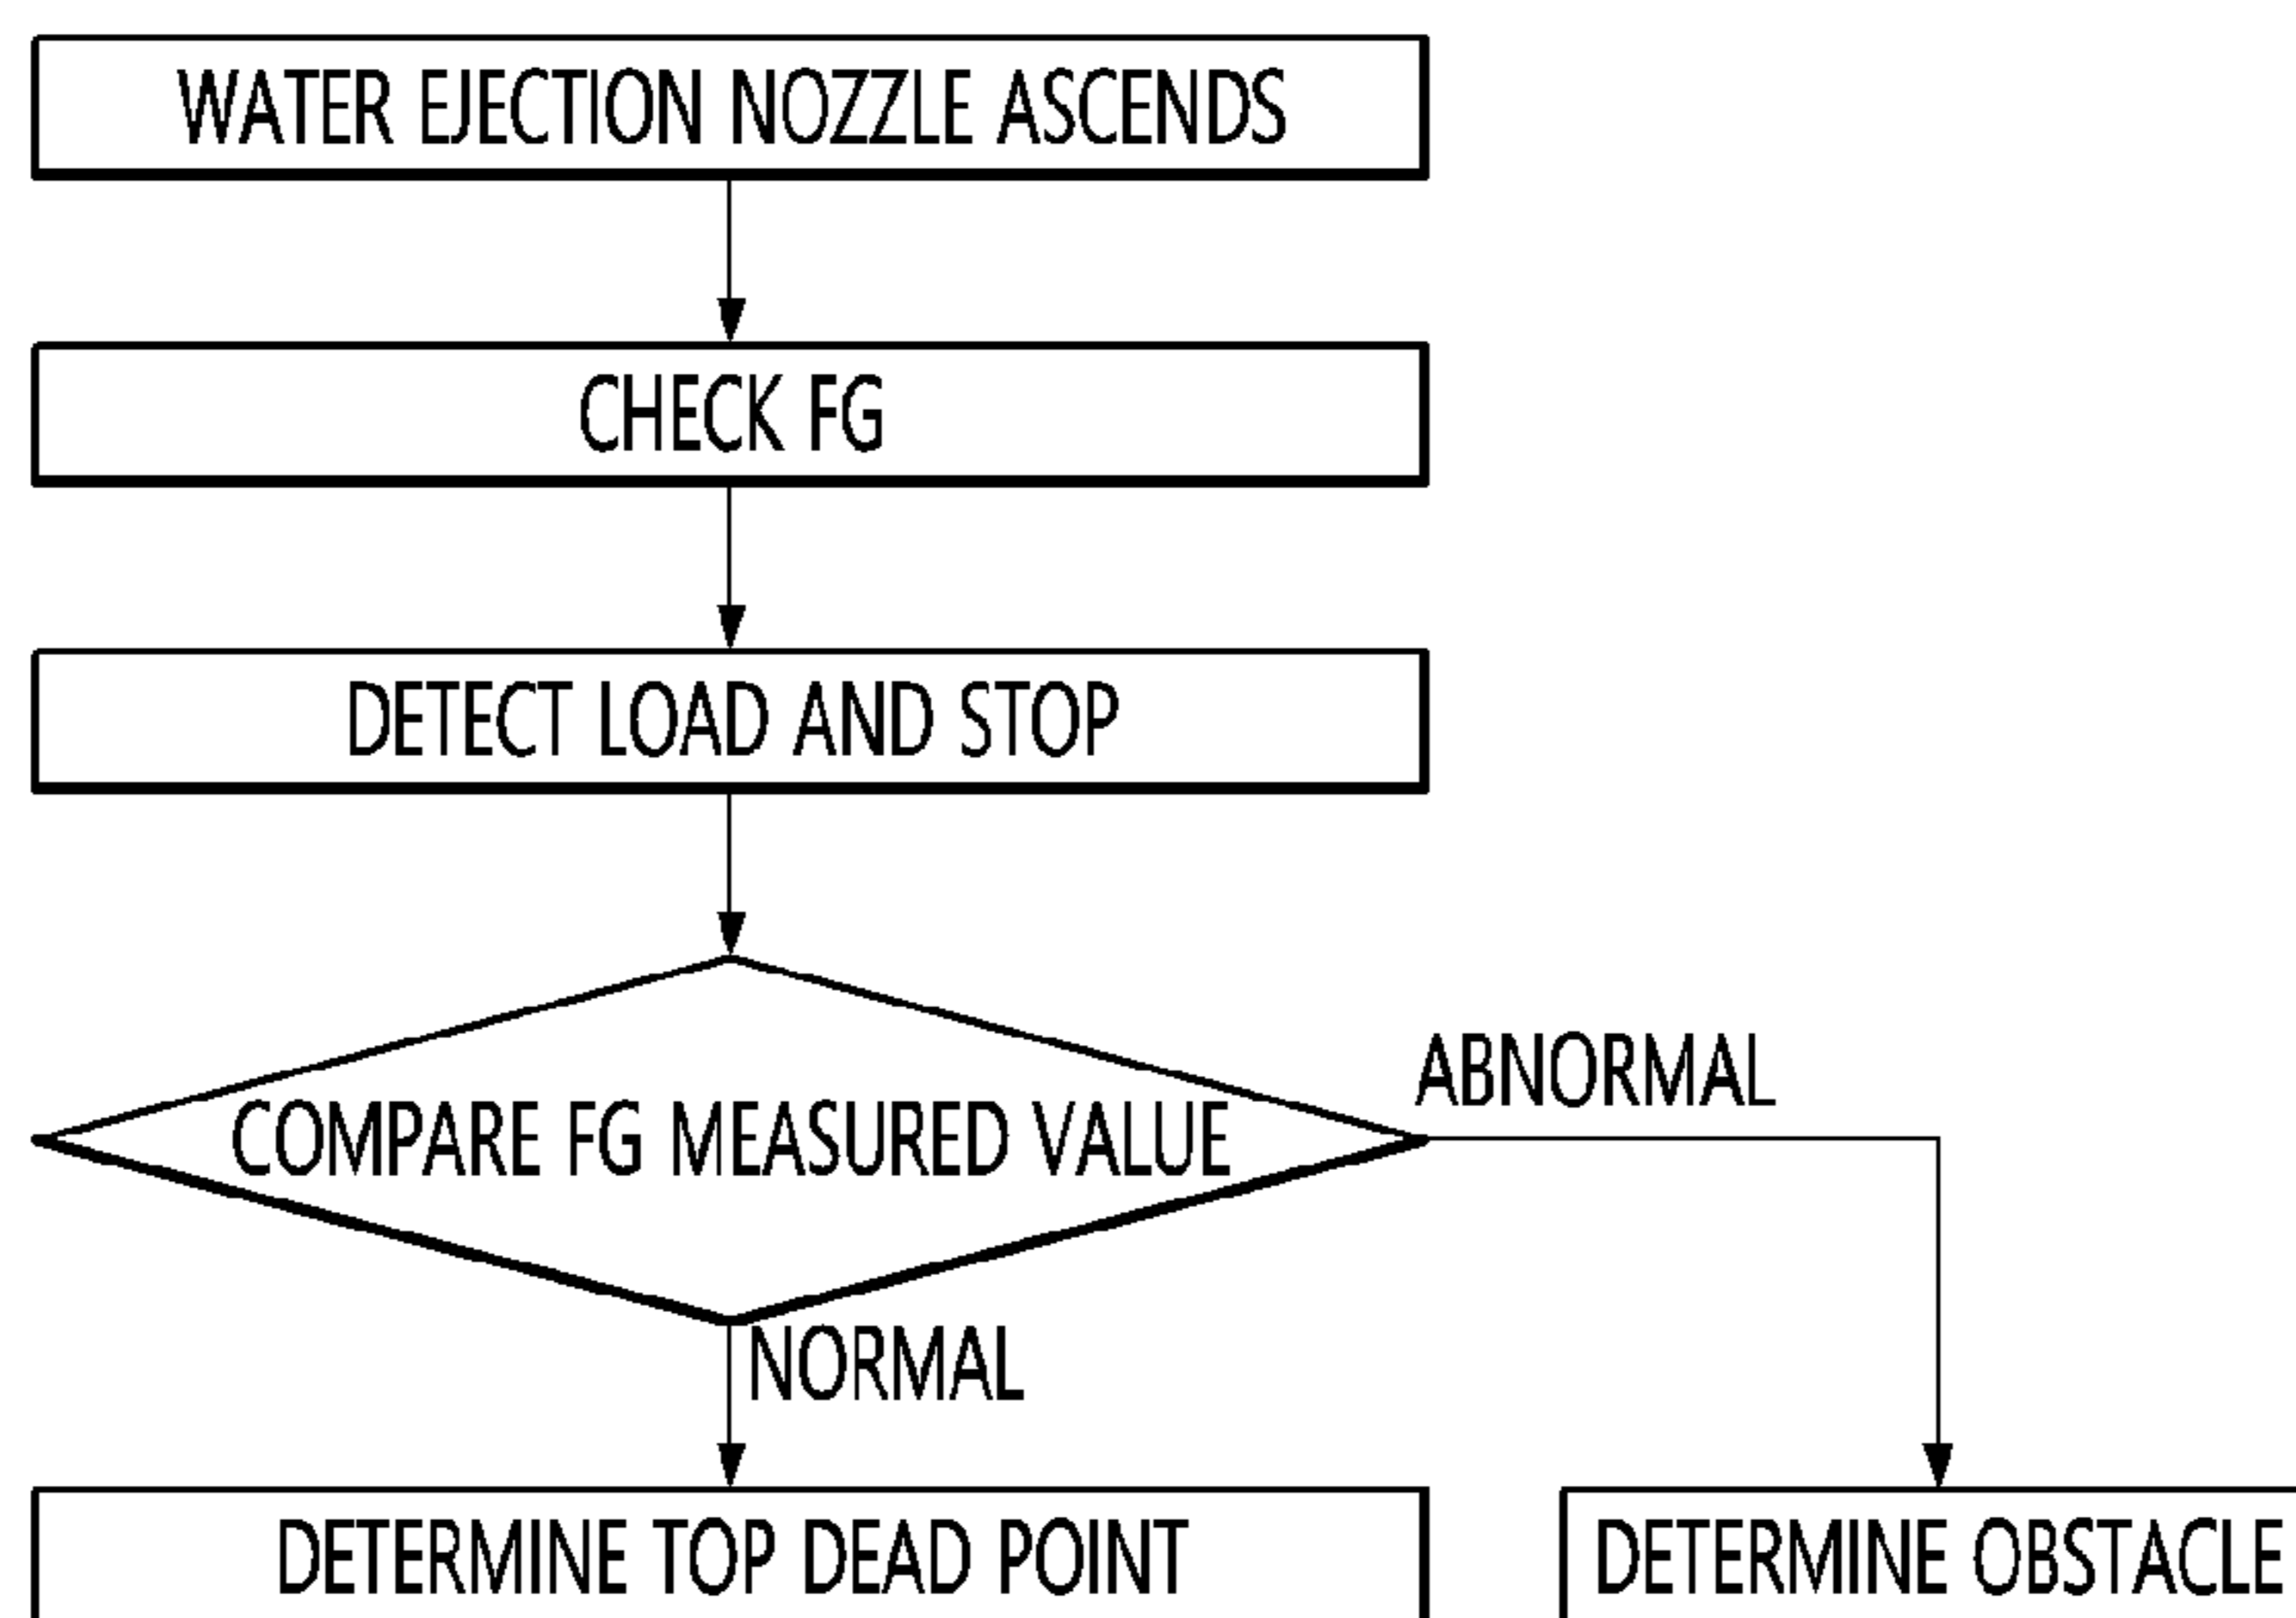 WATER EJECTION NOZZLE ASCENDS
CHECK FG
DETECT LOAD AND STOP
COMPARE FG MEASURED VALUE
ABNORMAL
NORMAL
DETERMINE TOP DEAD POINT
DETERMINE OBSTACLE